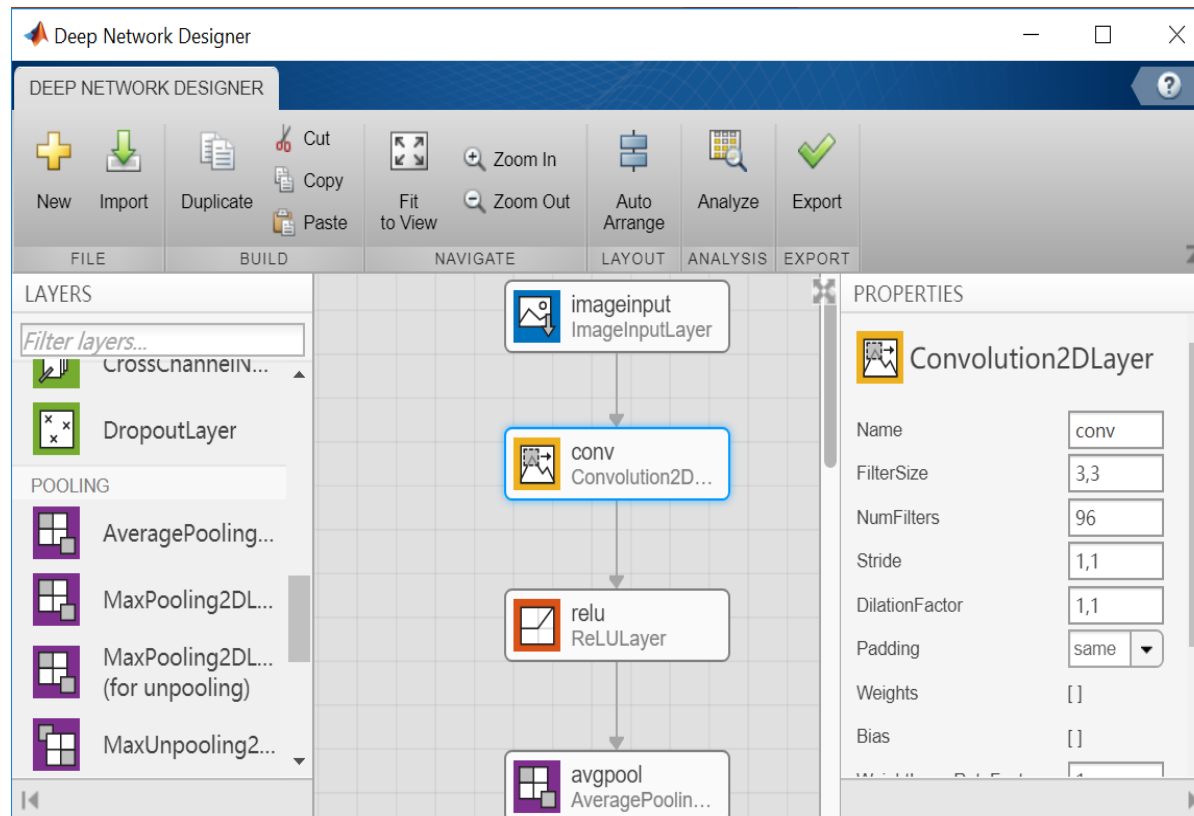 Deep Network Designer
DEEP NETWORK DESIGNER
?
New
Import
Duplicate
Cut
Copy
Paste
Fit
to View
Zoom In
Zoom Out
Auto
Arrange
Analyze
Export
FILE
BUILD
NAVIGATE
LAYOUT
ANALYSIS
EXPORT
LAYERS
Filter layers...
CrossChannelN...
DropoutLayer
POOLING
AveragePooling...
MaxPooling2DL...
MaxPooling2DL...
(for unpooling)
MaxUnpooling2...
imageinput
ImageInputLayer
conv
Convolution2D...
relu
ReLULayer
avgpool
AveragePoolin...
PROPERTIES
Convolution2DLayer
Name conv
FilterSize 3,3
NumFilters 96
Stride 1,1
DilationFactor 1,1
Padding same
Weights []
Bias []